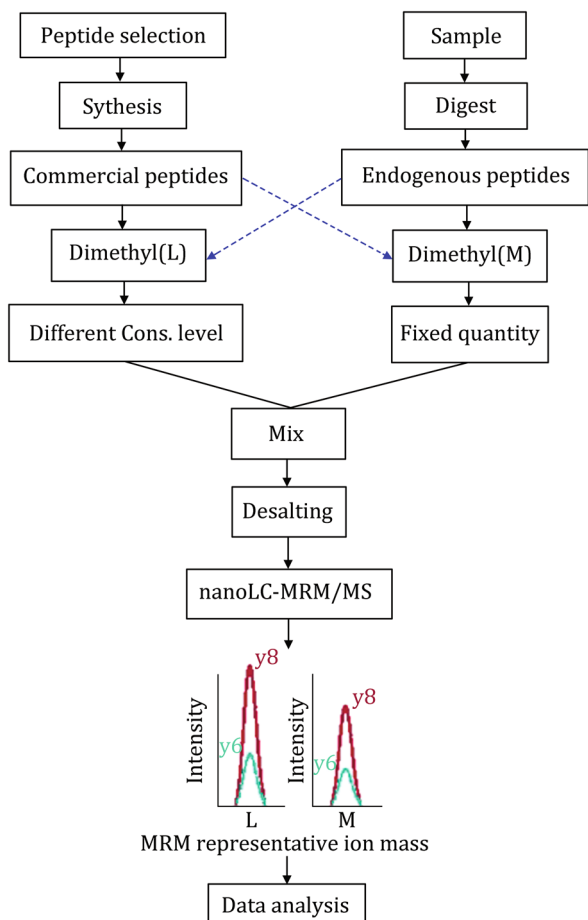 Peptide selection
Sample
Sythesis
Digest
Commercial peptides
Endogenous peptides
Dimethyl(L)
Dimethyl(M)
Different Cons. level
Fixed quantity
Mix
Desalting
nanoLC-MRM/MS
y8
y6
Intensity
L
y8
y6
Intensity
M
MRM representative ion mass
Data analysis